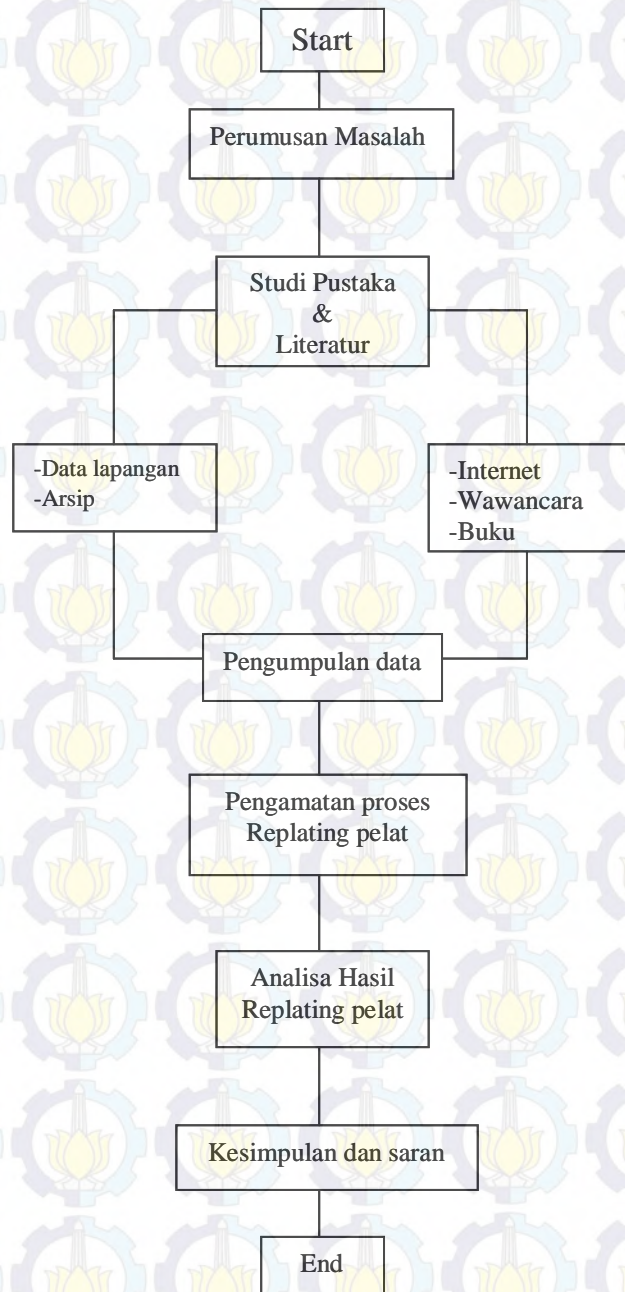 Start
Perumusan Masalah
Studi Pustaka
&
Literatur
-Data lapangan
-Arsip
-Internet
-Wawancara
-Buku
Pengumpulan data
Pengamatan proses
Replating pelat
Analisa Hasil
Replating pelat
Kesimpulan dan saran
End